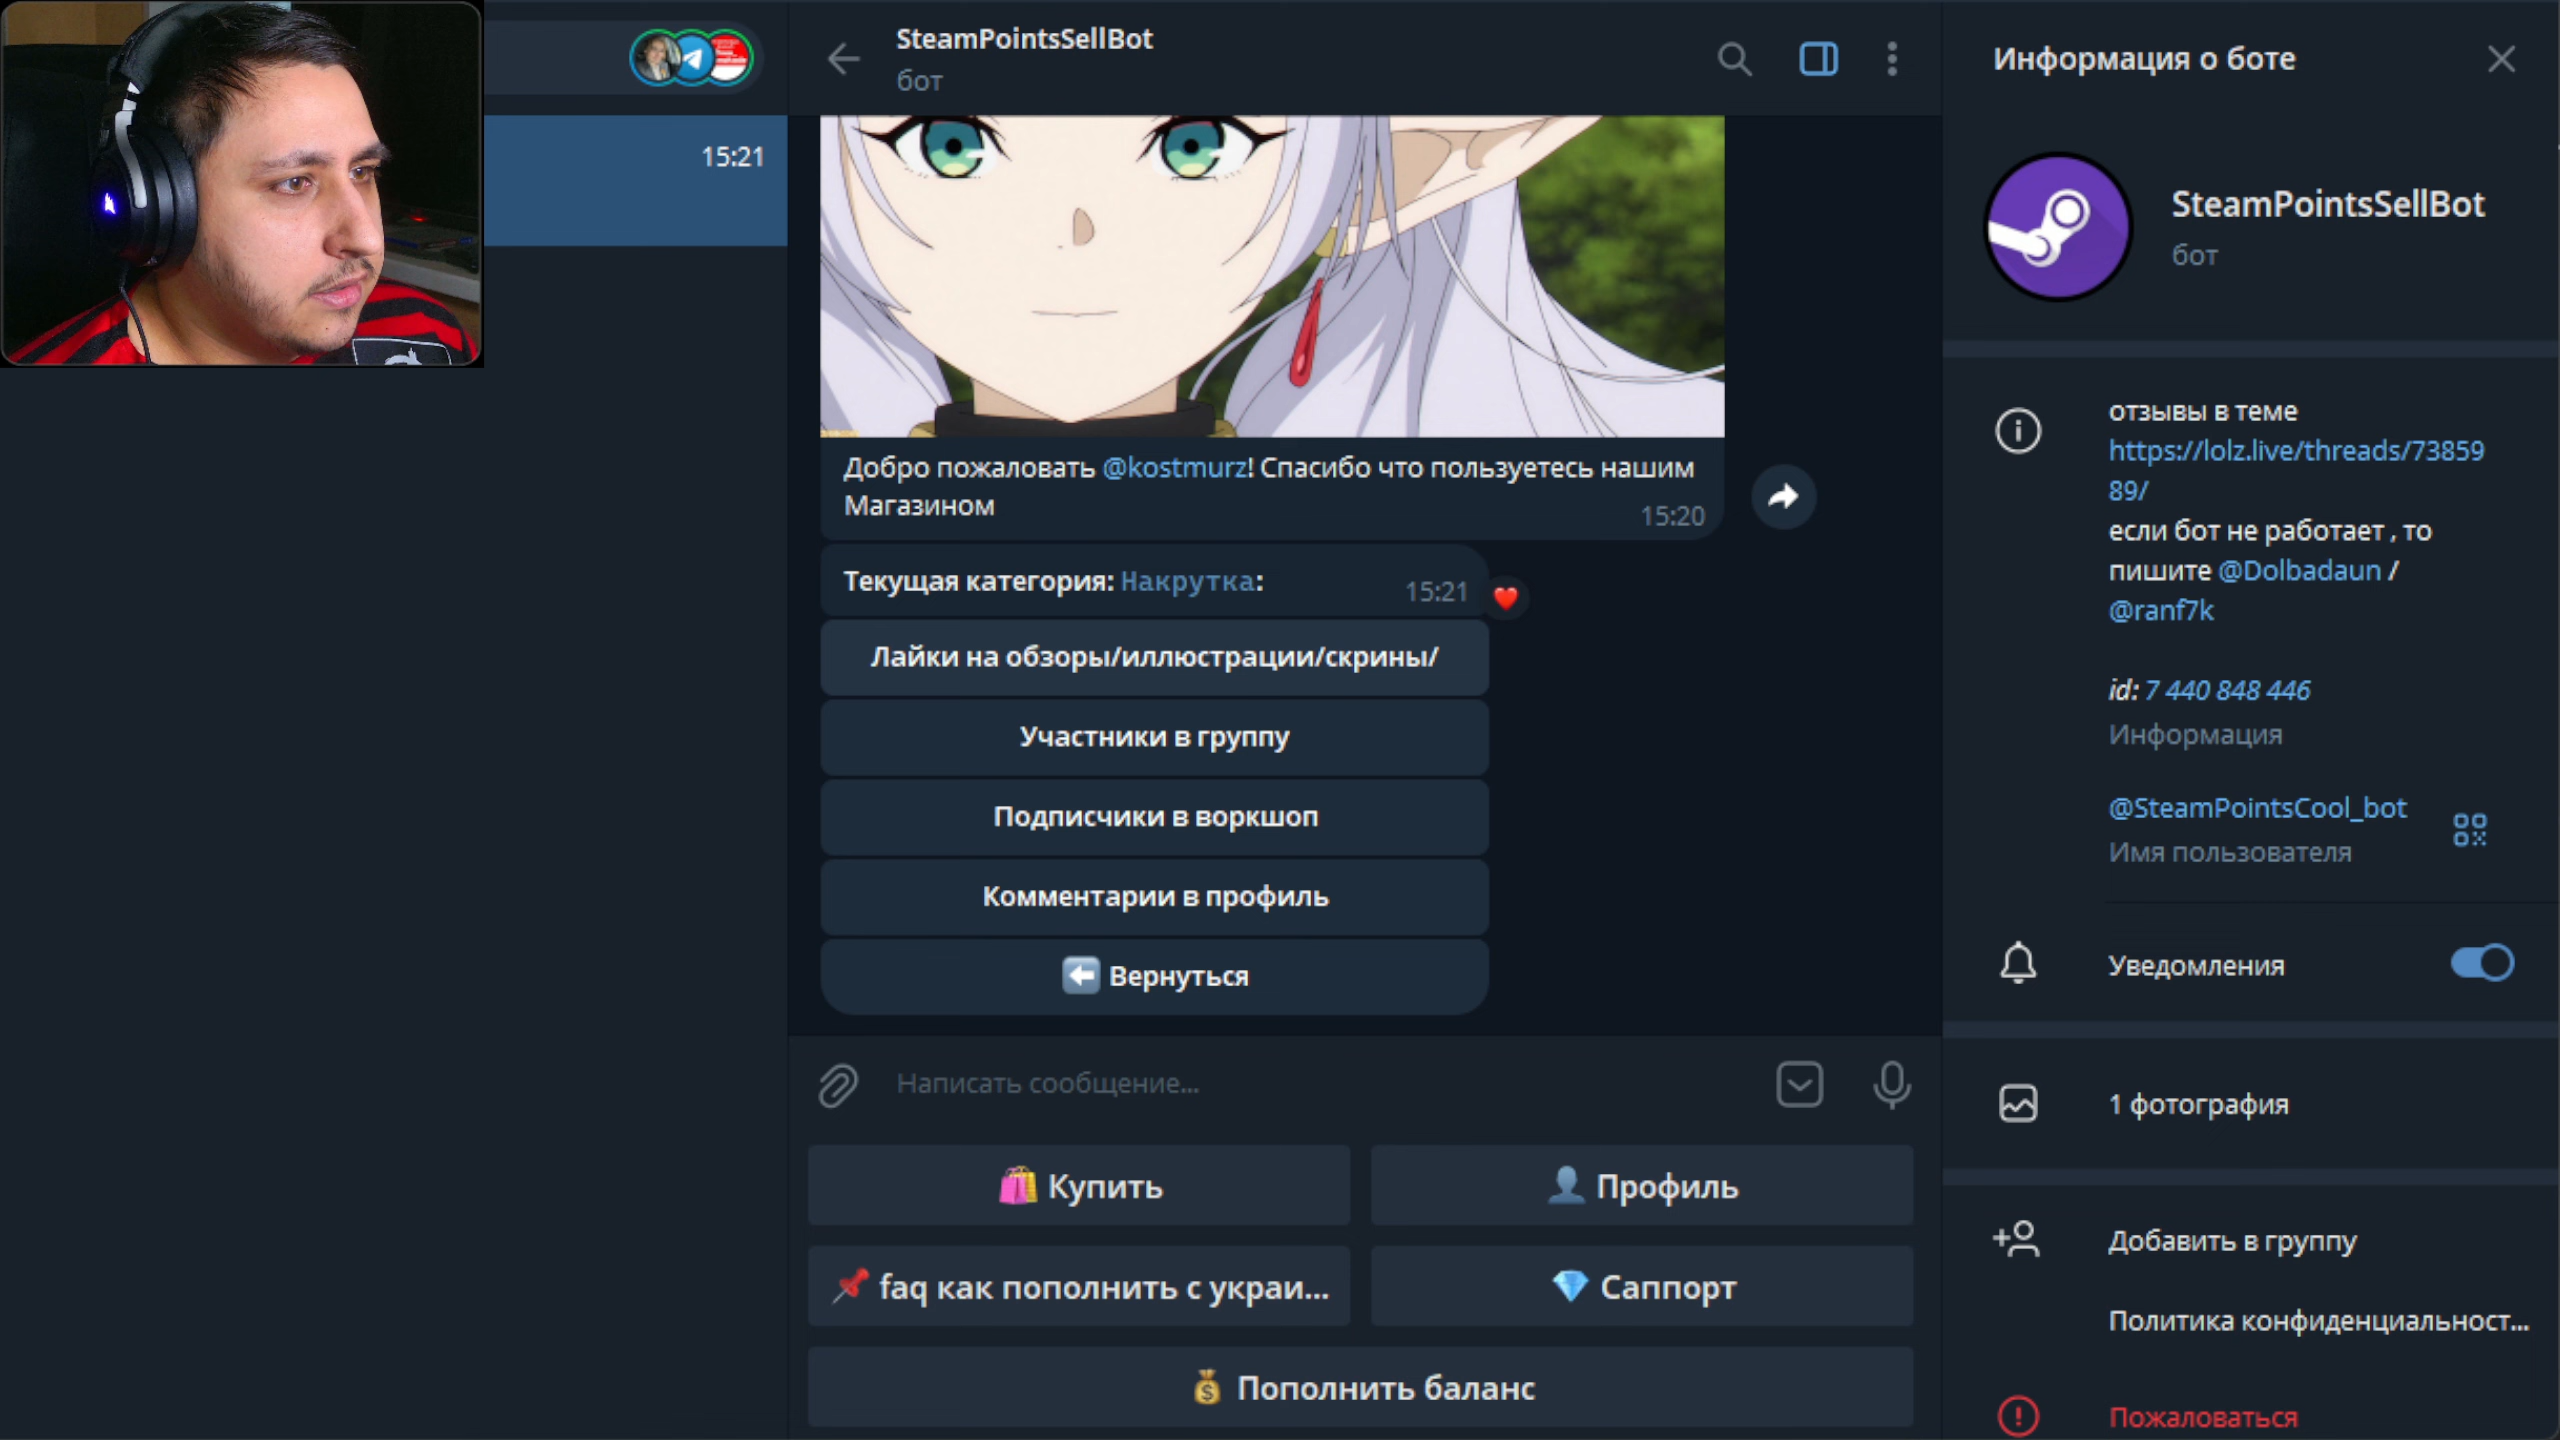 15:21
SteamPointsSellBot
бот
Добро пожаловать @kostmurz! Спасибо что пользуетесь нашим
Магазином
15:20
Текущая категория: Накрутка:
15:21
Лайки на обзоры/иллюстрации/скрины/
Участники в группу
Подписчики в воркшоп
Комментарии в профиль
Вернуться
Написать сообщение...
Купить
Профиль
faq как пополнить с украи...
Саппорт
Пополнить баланс
Информация о боте
SteamPointsSellBot
бот
отзывы в теме
https://lolz.live/threads/73859
89/
если бот не работает , то
пишите @Dolbadaun /
@ranf7k
id: 7 440 848 446
Информация
@SteamPointsCool_bot
Имя пользователя
Уведомления
1 фотография
Добавить в группу
Политика конфиденциальност...
Пожаловаться